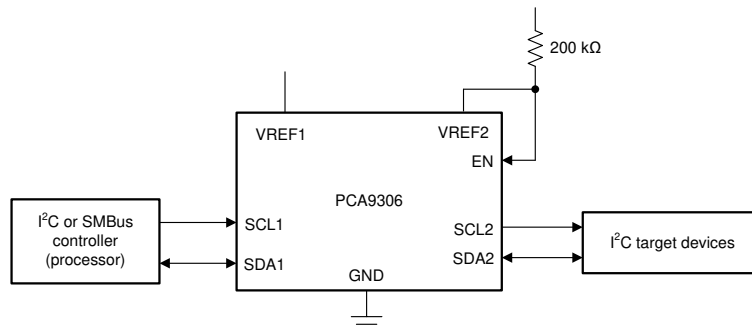 200 kΩ
VREF1
VREF2
EN
PCA9306
I²C or SMBus
controller
(processor)
SCL1
SDA1
SCL2
SDA2
I²C target devices
GND